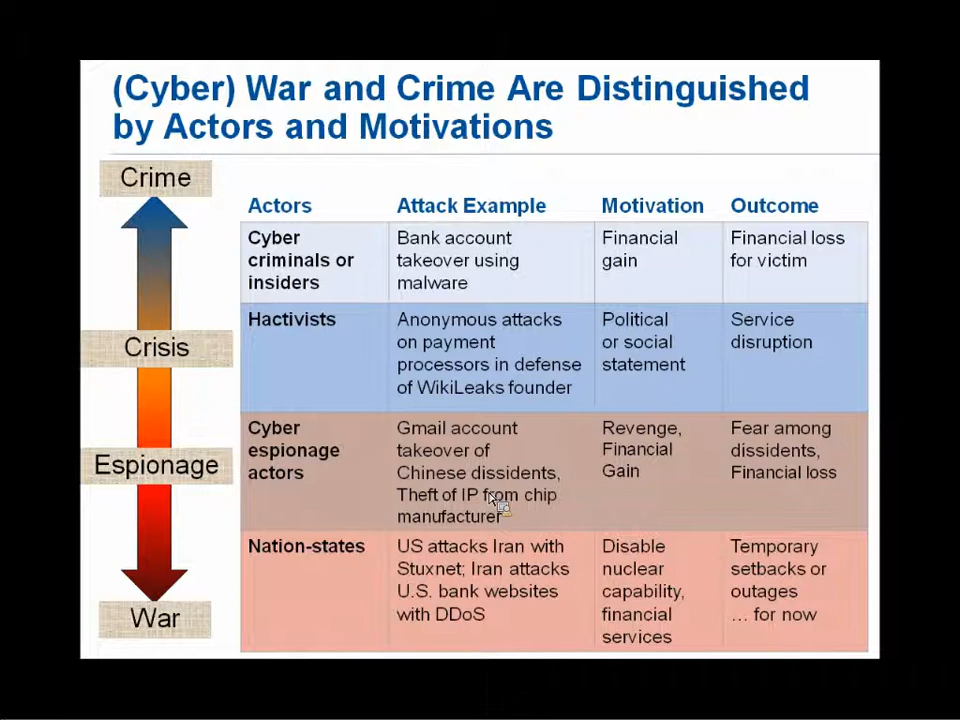 (Cyber) War and Crime Are Distinguished
by Actors and Motivations
Crime
Crisis
Espionage
War
Actors
Attack Example
Motivation
Outcome
Cyber
criminals or
insiders
Bank account
takeover using
malware
Financial
gain
Financial loss
for victim
Hactivists
Anonymous attacks
on payment
processors in defense
of WikiLeaks founder
Political
or social
statement
Service
disruption
Cyber
espionage
actors
Gmail account
takeover of
Chinese dissidents,
Theft of IP from chip
manufacturer
Revenge,
Financial
Gain
Fear among
dissidents,
Financial loss
Nation-states
US attacks Iran with
Stuxnet; Iran attacks
U.S. bank websites
with DDoS
Disable
nuclear
capability,
financial
services
Temporary
setbacks or
outages
… for now